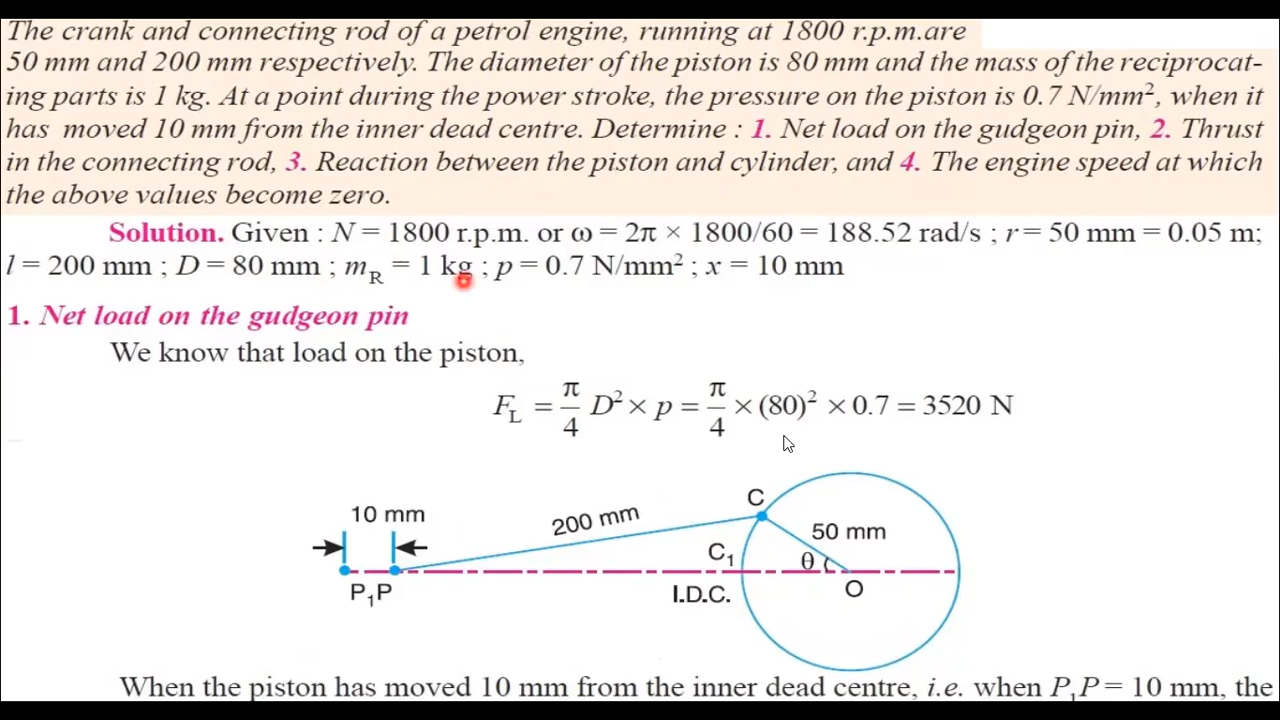 The crank and connecting rod of a petrol engine, running at 1800 r.p.m.are
50 mm and 200 mm respectively. The diameter of the piston is 80 mm and the mass of the reciprocat-
ing parts is 1 kg. At a point during the power stroke, the pressure on the piston is 0.7 N/mm², when it
has moved 10 mm from the inner dead centre. Determine : 1. Net load on the gudgeon pin, 2. Thrust
in the connecting rod, 3. Reaction between the piston and cylinder, and 4. The engine speed at which
the above values become zero.
Solution. Given : N = 1800 r.p.m. or ω = 2π × 1800/60 = 188.52 rad/s ; r = 50 mm = 0.05 m;
l = 200 mm ; D = 80 mm ; m_R = 1 kg ; p = 0.7 N/mm² ; x = 10 mm
1. Net load on the gudgeon pin
We know that load on the piston,
F_L = π/4 D² × p = π/4 × (80)² × 0.7 = 3520 N
C
10 mm
200 mm
50 mm
C₁
θ
P₁P
I.D.C.
O
When the piston has moved 10 mm from the inner dead centre, i.e. when P₁P = 10 mm, the